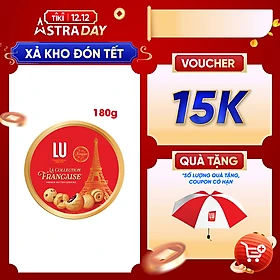 TIKI 12.12
ASTRA DAY
XẢ KHO ĐÓN TẾT
180g
LU
LA COLLECTION
FRANÇAISE
VOUCHER
15K
QUÀ TẶNG
*SỐ LƯỢNG QUÀ TẶNG,
COUPON CÓ HẠN